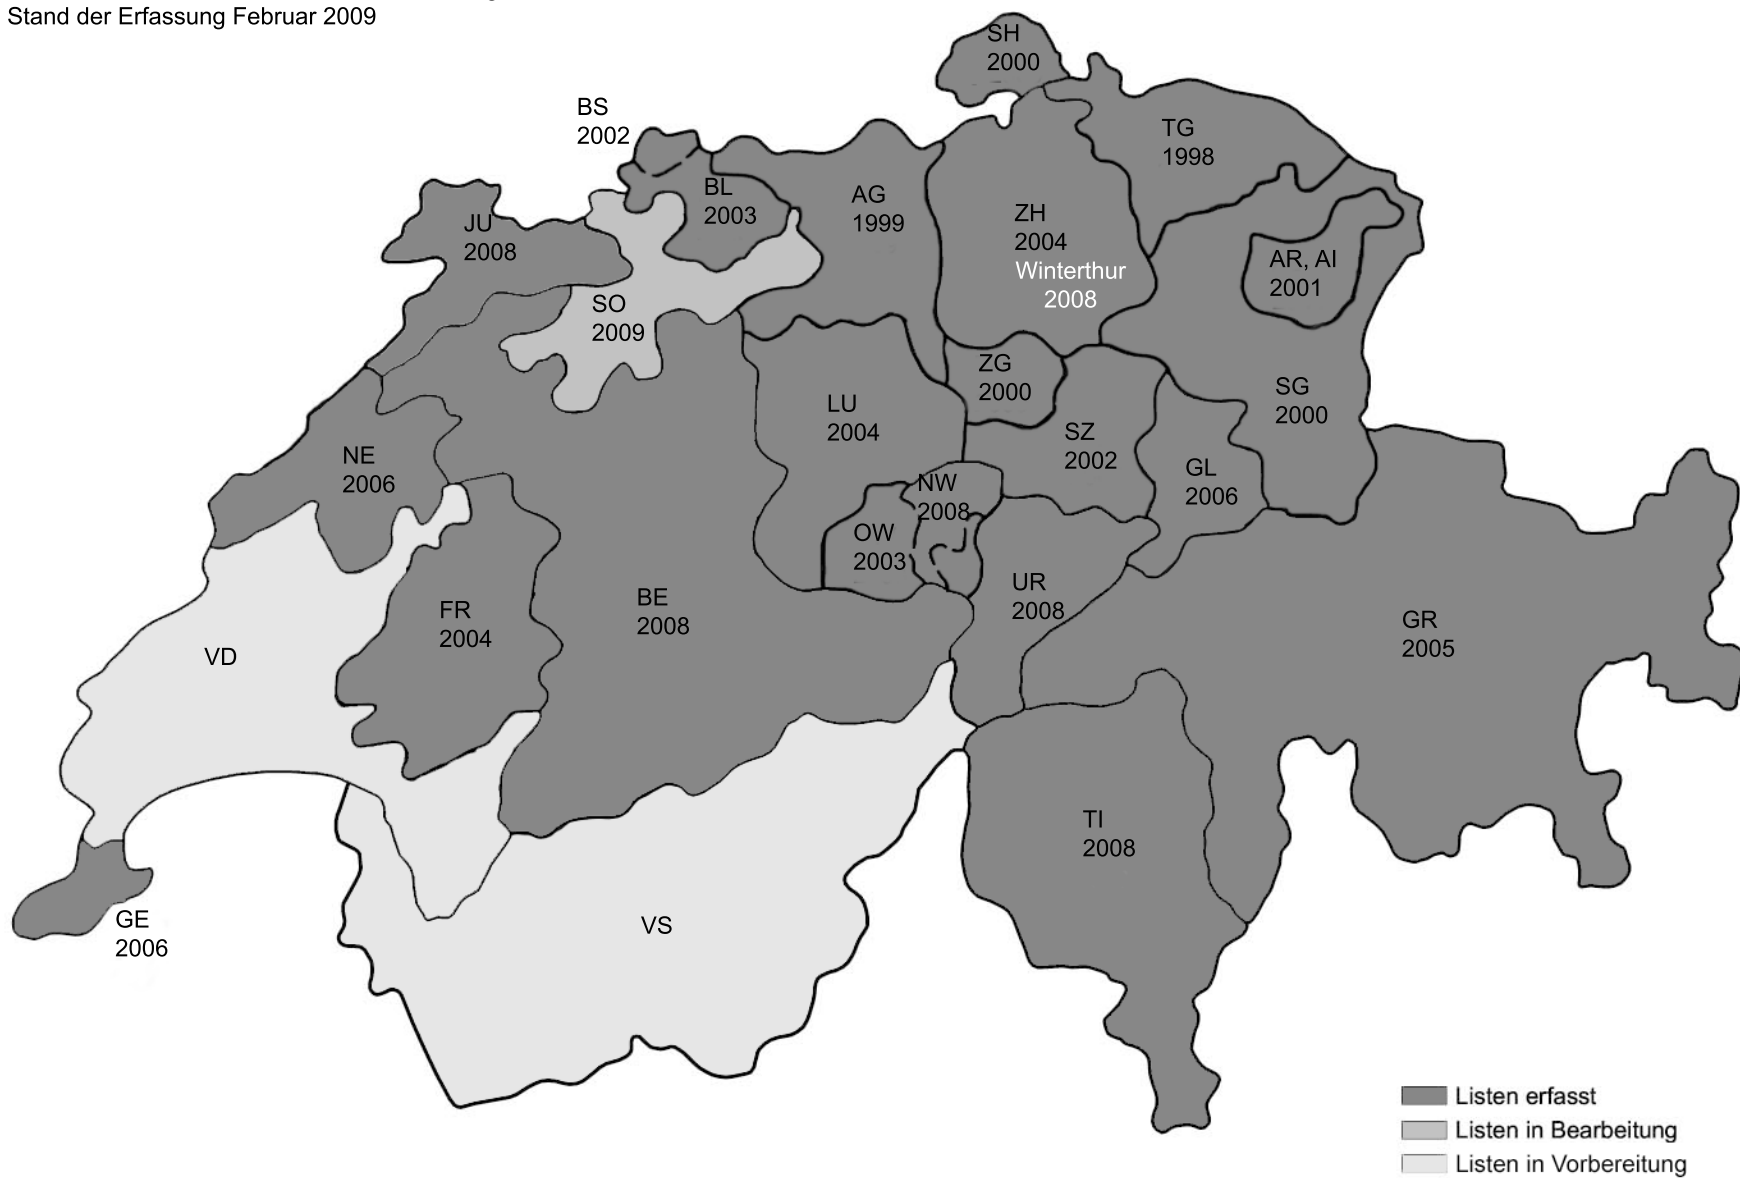 Stand der Erfassung Februar 2009
SH
2000
BS
2002
TG
1998
BL
2003
AG
1999
JU
2008
ZH
2004
Winterthur
2008
AR, AI
2001
SO
2009
ZG
2000
SG
2000
LU
2004
SZ
2002
NE
2006
GL
2006
NW
2008
OW
2003
UR
2008
FR
2004
BE
2008
GR
2005
VD
TI
2008
GE
2006
VS
Listen erfasst
Listen in Bearbeitung
Listen in Vorbereitung